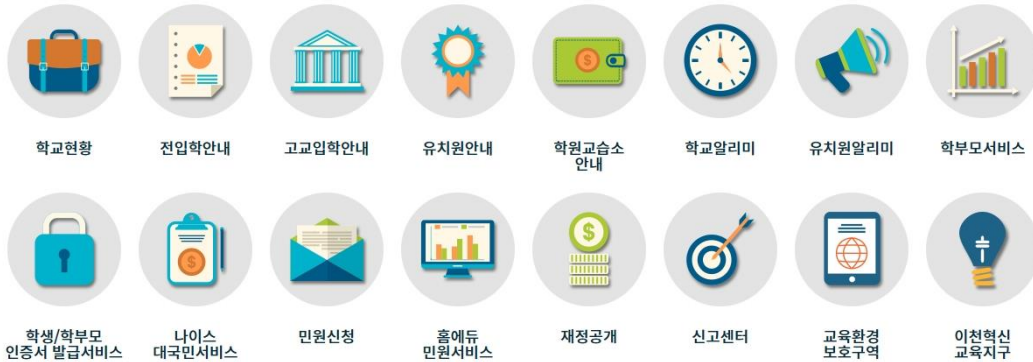 학교현황
전입학안내
고교입학안내
유치원안내
학원교습소
안내
학교알리미
유치원알리미
학부모서비스
학생/학부모
인증서 발급서비스
나이스
대국민서비스
민원신청
홈에듀
민원서비스
재정공개
신고센터
교육환경
보호구역
이천혁신
교육지구